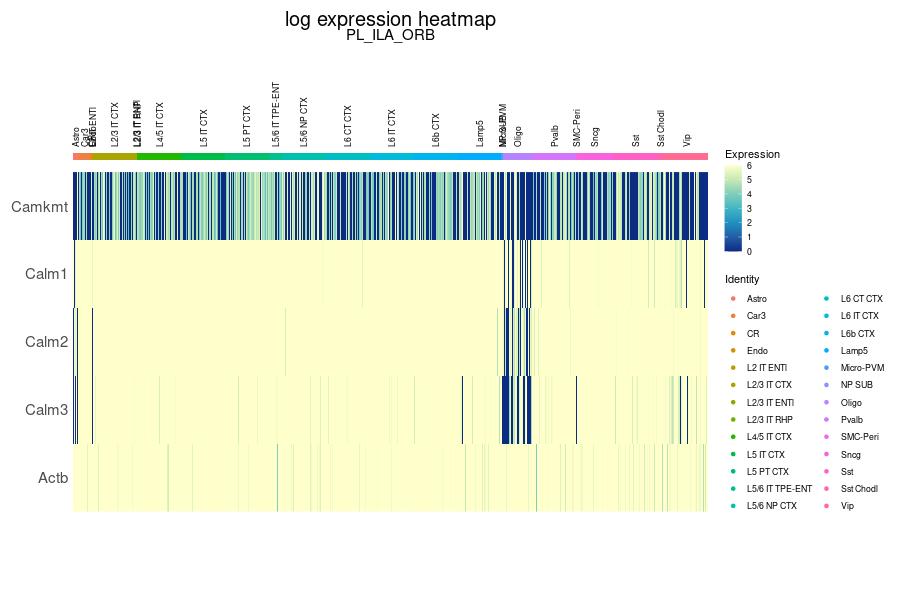 log expression heatmap
PL_ILA_ORB
Astro
Car3
L2/3 IT CTX
L4/5 IT CTX
L5 IT CTX
L5 PT CTX
L5/6 IT TPE-ENT
L5/6 NP CTX
L6 CT CTX
L6 IT CTX
L6b CTX
Lamp5
Oligo
Pvalb
SMC-Peri
Sncg
Sst
Sst Chodl
Vip
Camkmt
Calm1
Calm2
Calm3
Actb
Expression
6
5
4
3
2
1
0
Identity
Astro
Car3
CR
Endo
L2 IT ENTl
L2/3 IT CTX
L2/3 IT ENTl
L2/3 IT RHP
L4/5 IT CTX
L5 IT CTX
L5 PT CTX
L5/6 IT TPE-ENT
L5/6 NP CTX
L6 CT CTX
L6 IT CTX
L6b CTX
Lamp5
Micro-PVM
NP SUB
Oligo
Pvalb
SMC-Peri
Sncg
Sst
Sst Chodl
Vip